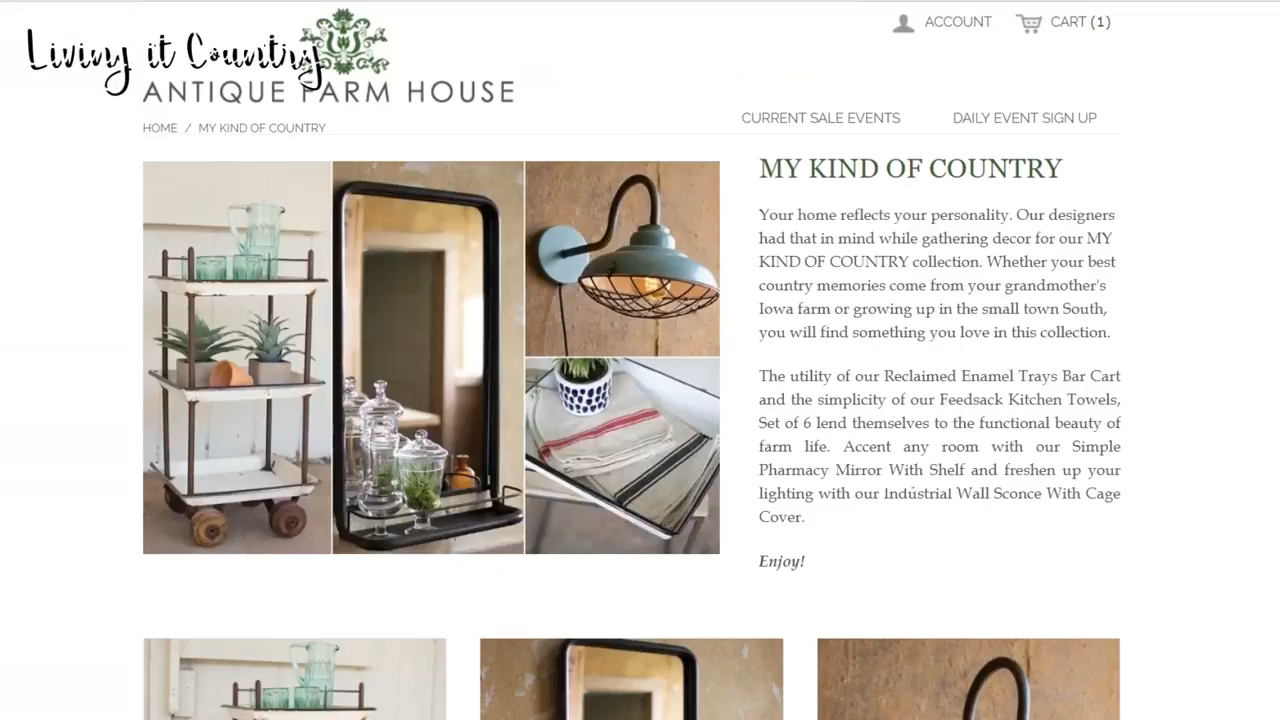 Living it Country
ANTIQUE FARM HOUSE
ACCOUNT
CART (1)
HOME / MY KIND OF COUNTRY
CURRENT SALE EVENTS
DAILY EVENT SIGN UP
MY KIND OF COUNTRY
Your home reflects your personality. Our designers
had that in mind while gathering decor for our MY
KIND OF COUNTRY collection. Whether your best
country memories come from your grandmother's
Iowa farm or growing up in the small town South,
you will find something you love in this collection.
The utility of our Reclaimed Enamel Trays Bar Cart
and the simplicity of our Feedsack Kitchen Towels,
Set of 6 lend themselves to the functional beauty of
farm life. Accent any room with our Simple
Pharmacy Mirror With Shelf and freshen up your
lighting with our Indústrial Wall Sconce With Cage
Cover.
Enjoy!